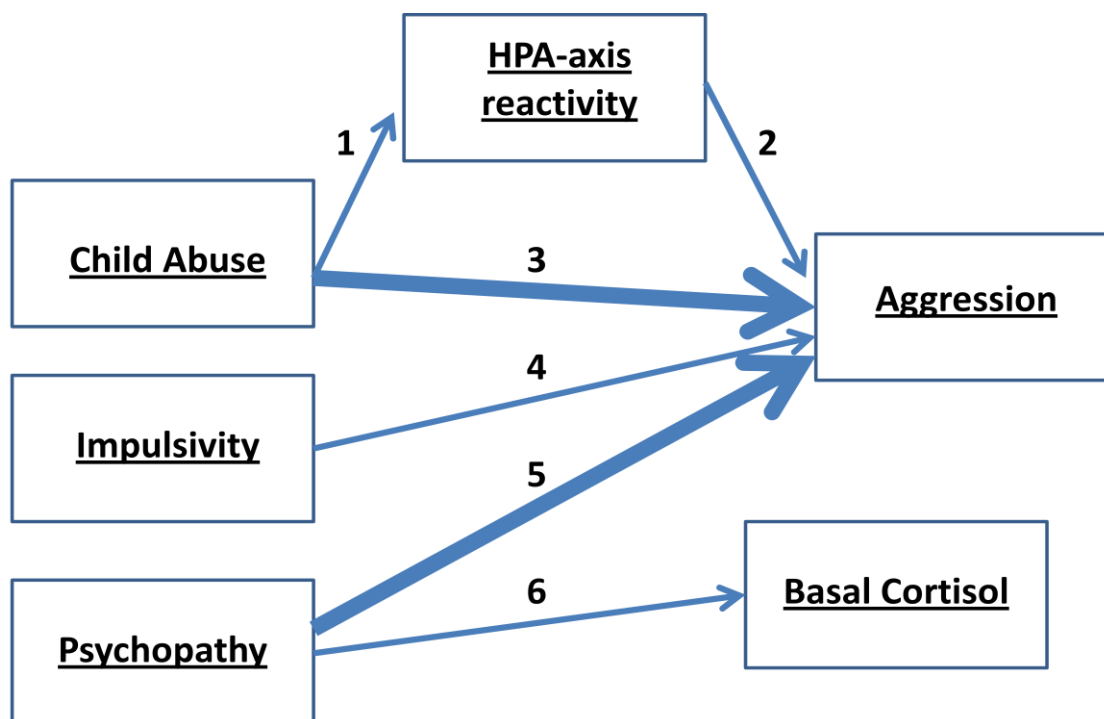 HPA-axis
reactivity
1
2
Child Abuse
3
Aggression
4
Impulsivity
5
6
Basal Cortisol
Psychopathy